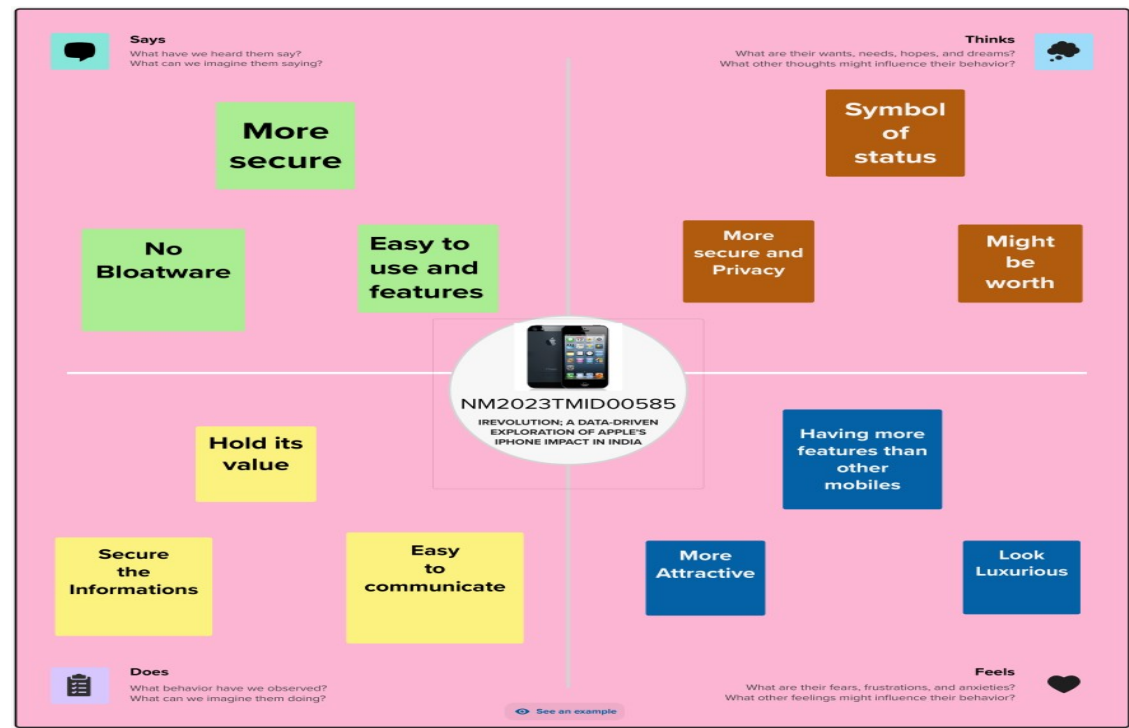 Says
What have we heard them say?
What can we imagine them saying?
Thinks
What are their wants, needs, hopes, and dreams?
What other thoughts might influence their behavior?
More
secure
No
Bloatware
Easy to
use and
features
Symbol
of
status
More
secure and
Privacy
Might
be
worth
NM2023TMID00585
IREVOLUTION; A DATA-DRIVEN
EXPLORATION OF APPLE'S
IPHONE IMPACT IN INDIA
Hold its
value
Secure
the
Informations
Easy
to
communicate
Having more
features than
other
mobiles
More
Attractive
Look
Luxurious
Does
What behavior have we observed?
What can we imagine them doing?
Feels
What are their fears, frustrations, and anxieties?
What other feelings might influence their behavior?
See an example